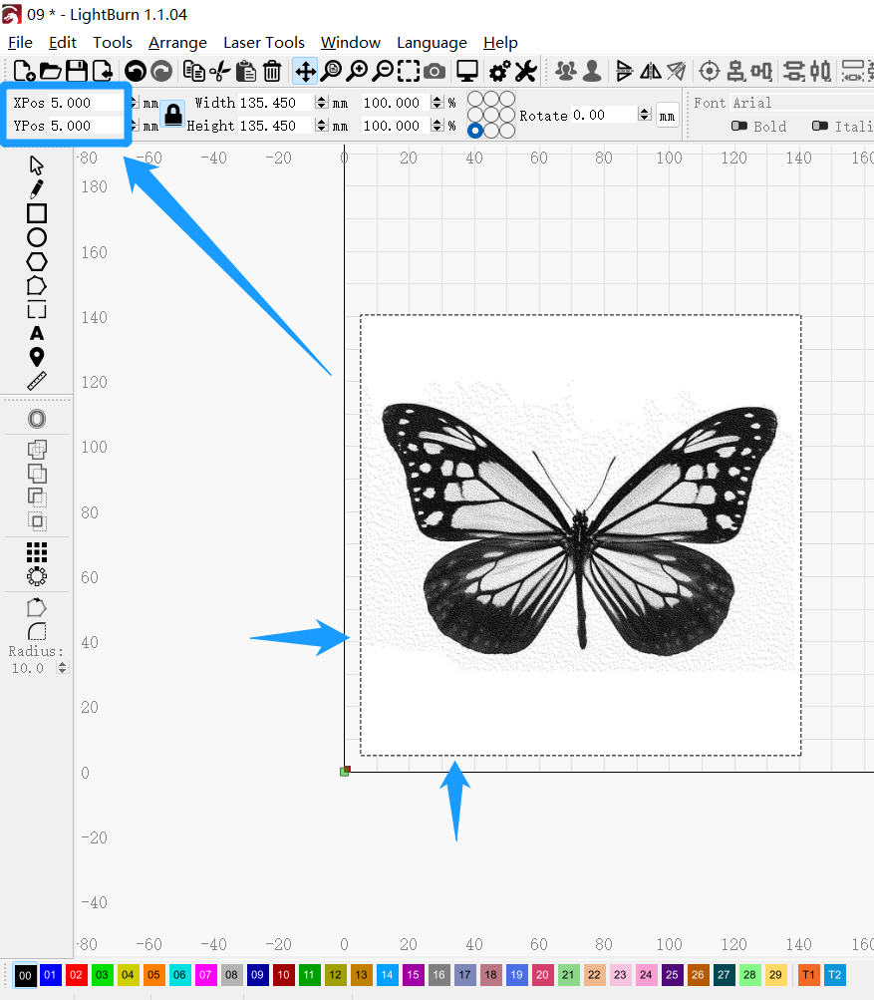 09 * - LightBurn 1.1.04
File Edit Tools Arrange Laser Tools Window Language Help
XPos 5.000 mm Width 135.450 mm 100.000 %
YPos 5.000 mm Height 135.450 mm 100.000 %
Rotate 0.00 mm
Font Arial
Bold Itali
-80 -60 -40 -20 0 20 40 60 80 100 120 140 160
180
160
140
120
100
80
60
40
20
0
-20
-40
A
Radius:
10.0
-80 -60 -40 -20 0 20 40 60 80 100 120 140 160
00 01 02 03 04 05 06 07 08 09 10 11 12 13 14 15 16 17 18 19 20 21 22 23 24 25 26 27 28 29 T1 T2